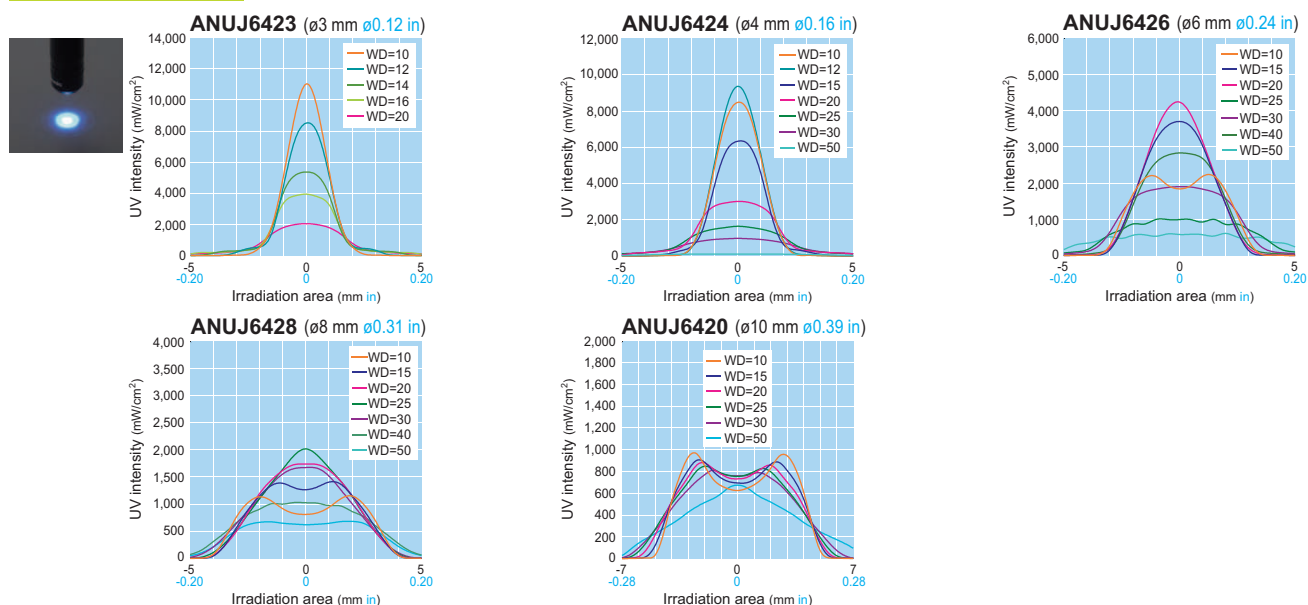 ANUJ6423 (ø3 mm ø0.12 in)
14,000
12,000
10,000
8,000
6,000
4,000
2,000
0
UV intensity (mW/cm²)
WD=10
WD=12
WD=14
WD=16
WD=20
-5 0 5
-0.20 0 0.20
Irradiation area (mm in)
ANUJ6424 (ø4 mm ø0.16 in)
12,000
10,000
8,000
6,000
4,000
2,000
0
UV intensity (mW/cm²)
WD=10
WD=12
WD=15
WD=20
WD=25
WD=30
WD=50
-5 0 5
-0.20 0 0.20
Irradiation area (mm in)
ANUJ6426 (ø6 mm ø0.24 in)
6,000
5,000
4,000
3,000
2,000
1,000
0
UV intensity (mW/cm²)
WD=10
WD=15
WD=20
WD=25
WD=30
WD=40
WD=50
-5 0 5
-0.20 0 0.20
Irradiation area (mm in)
ANUJ6428 (ø8 mm ø0.31 in)
4,000
3,500
3,000
2,500
2,000
1,500
1,000
500
0
UV intensity (mW/cm²)
WD=10
WD=15
WD=20
WD=25
WD=30
WD=40
WD=50
-5 0 5
-0.20 0 0.20
Irradiation area (mm in)
ANUJ6420 (ø10 mm ø0.39 in)
2,000
1,800
1,600
1,400
1,200
1,000
800
600
400
200
0
UV intensity (mW/cm²)
WD=10
WD=15
WD=20
WD=25
WD=30
WD=50
-7 0 7
-0.28 0 0.28
Irradiation area (mm in)